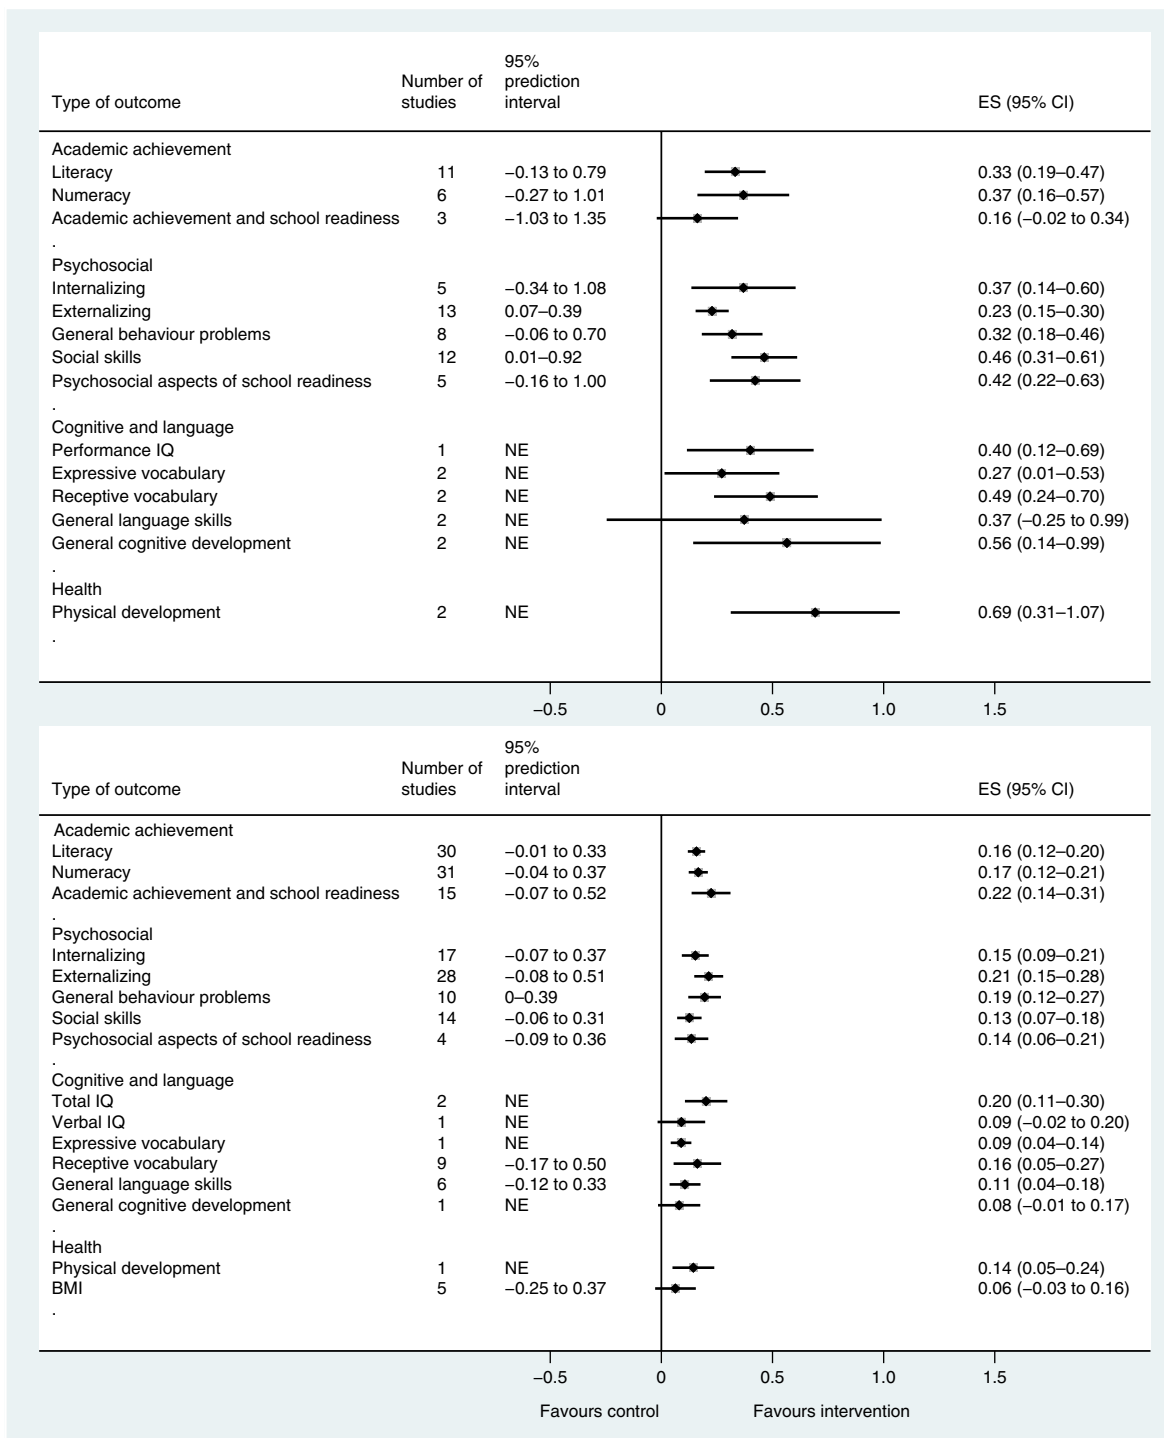 95%
Number of prediction
Type of outcome studies interval ES (95% CI)
Academic achievement
Literacy 11 −0.13 to 0.79 0.33 (0.19–0.47)
Numeracy 6 −0.27 to 1.01 0.37 (0.16–0.57)
Academic achievement and school readiness 3 −1.03 to 1.35 0.16 (−0.02 to 0.34)
.
Psychosocial
Internalizing 5 −0.34 to 1.08 0.37 (0.14–0.60)
Externalizing 13 0.07–0.39 0.23 (0.15–0.30)
General behaviour problems 8 −0.06 to 0.70 0.32 (0.18–0.46)
Social skills 12 0.01–0.92 0.46 (0.31–0.61)
Psychosocial aspects of school readiness 5 −0.16 to 1.00 0.42 (0.22–0.63)
.
Cognitive and language
Performance IQ 1 NE 0.40 (0.12–0.69)
Expressive vocabulary 2 NE 0.27 (0.01–0.53)
Receptive vocabulary 2 NE 0.49 (0.24–0.70)
General language skills 2 NE 0.37 (−0.25 to 0.99)
General cognitive development 2 NE 0.56 (0.14–0.99)
.
Health
Physical development 2 NE 0.69 (0.31–1.07)
.
−0.5 0 0.5 1.0 1.5
95%
Number of prediction
Type of outcome studies interval ES (95% CI)
Academic achievement
Literacy 30 −0.01 to 0.33 0.16 (0.12–0.20)
Numeracy 31 −0.04 to 0.37 0.17 (0.12–0.21)
Academic achievement and school readiness 15 −0.07 to 0.52 0.22 (0.14–0.31)
.
Psychosocial
Internalizing 17 −0.07 to 0.37 0.15 (0.09–0.21)
Externalizing 28 −0.08 to 0.51 0.21 (0.15–0.28)
General behaviour problems 10 0–0.39 0.19 (0.12–0.27)
Social skills 14 −0.06 to 0.31 0.13 (0.07–0.18)
Psychosocial aspects of school readiness 4 −0.09 to 0.36 0.14 (0.06–0.21)
.
Cognitive and language
Total IQ 2 NE 0.20 (0.11–0.30)
Verbal IQ 1 NE 0.09 (−0.02 to 0.20)
Expressive vocabulary 1 NE 0.09 (0.04–0.14)
Receptive vocabulary 9 −0.17 to 0.50 0.16 (0.05–0.27)
General language skills 6 −0.12 to 0.33 0.11 (0.04–0.18)
General cognitive development 1 NE 0.08 (−0.01 to 0.17)
.
Health
Physical development 1 NE 0.14 (0.05–0.24)
BMI 5 −0.25 to 0.37 0.06 (−0.03 to 0.16)
.
−0.5 0 0.5 1.0 1.5
Favours control Favours intervention